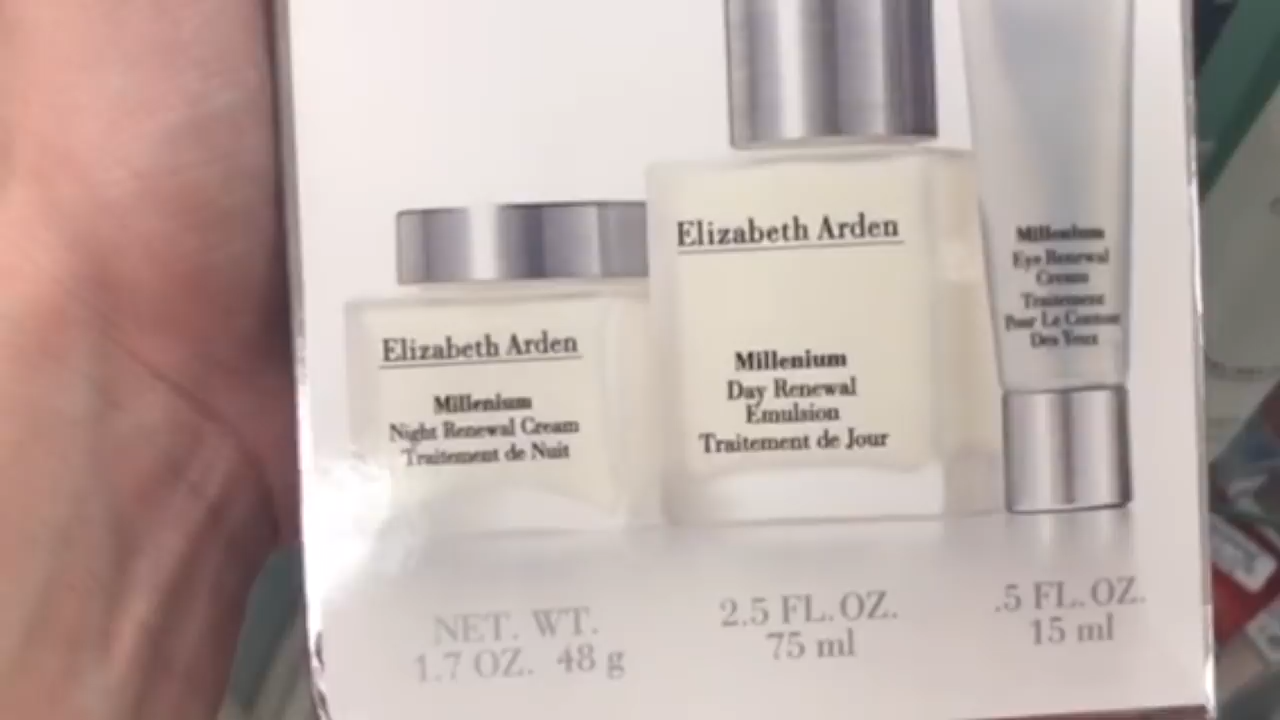 Elizabeth Arden
Millenium
Night Renewal Cream
Traitement de Nuit
NET. WT.
1.7 OZ. 48 g
Elizabeth Arden
Millenium
Day Renewal
Emulsion
Traitement de Jour
2.5 FL. OZ.
75 ml
Millenium
Eye Renewal
Cream
Traitement
Pour Le Contour
Des Yeux
.5 FL. OZ.
15 ml